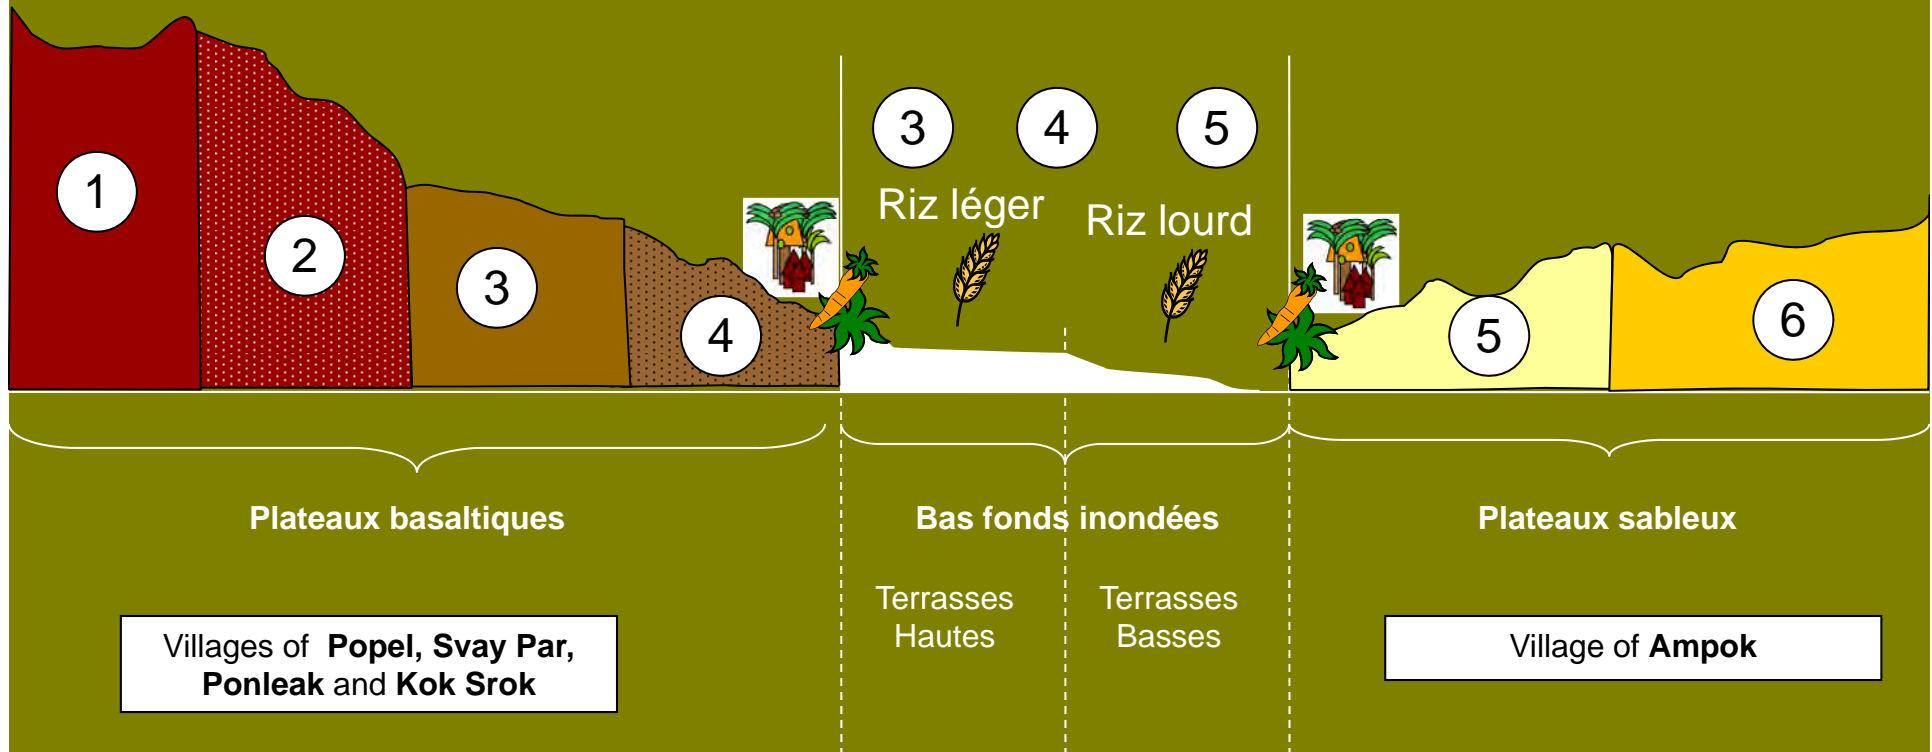 1
2
3
4
3
4
5
Riz léger
Riz lourd
5
6
Plateaux basaltiques
Bas fonds inondées
Plateaux sableux
Terrasses
Hautes
Terrasses
Basses
Villages of Popel, Svay Par,
Ponleak and Kok Srok
Village of Ampok